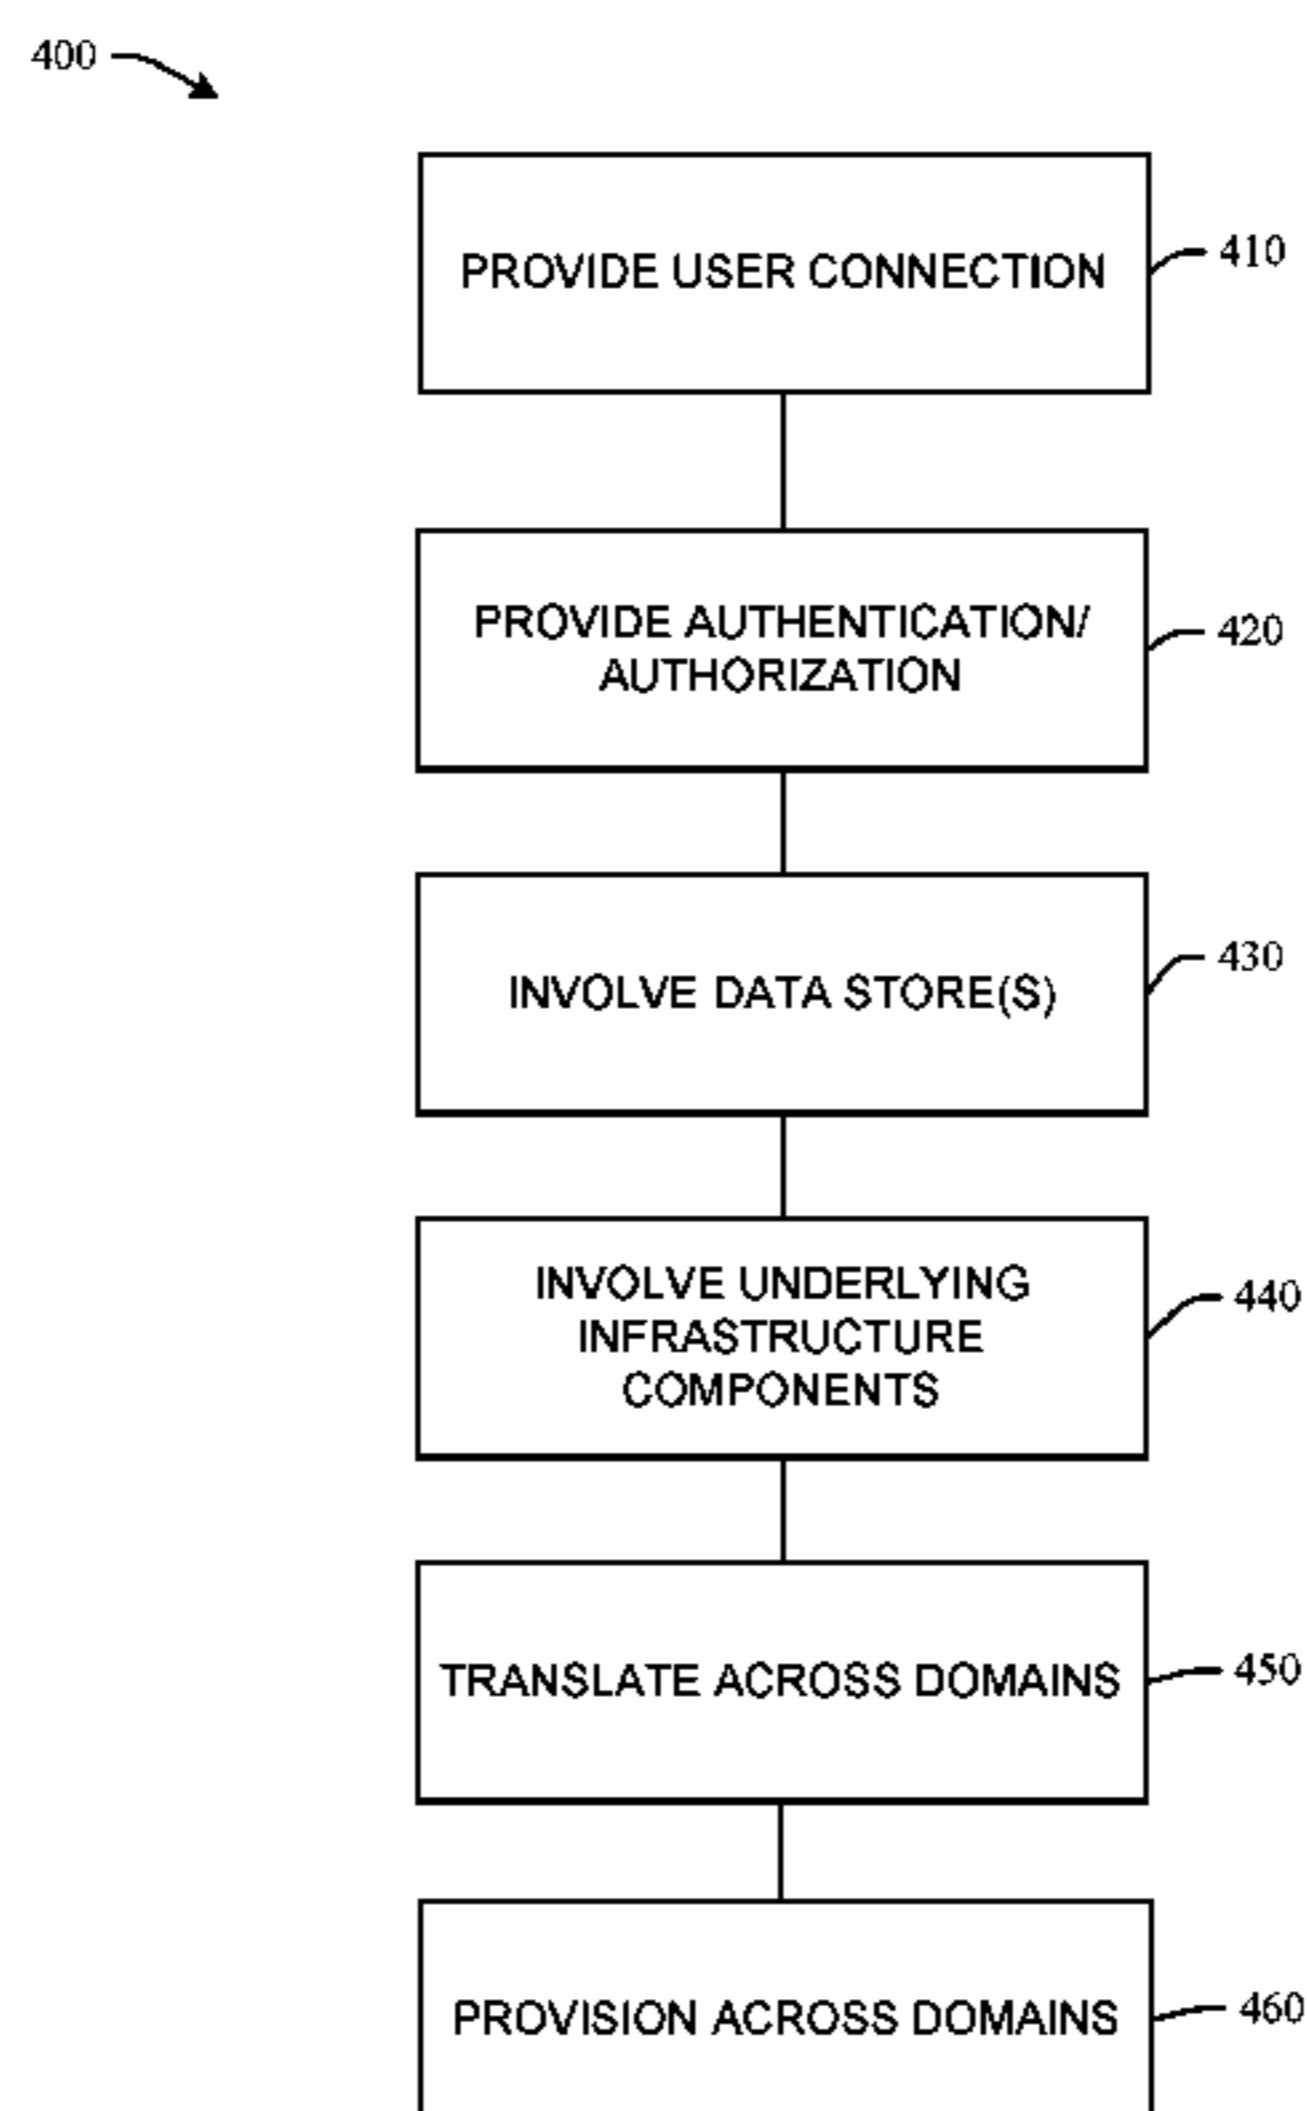 400
PROVIDE USER CONNECTION
410
PROVIDE AUTHENTICATION/
AUTHORIZATION
420
INVOLVE DATA STORE(S)
430
INVOLVE UNDERLYING
INFRASTRUCTURE
COMPONENTS
440
TRANSLATE ACROSS DOMAINS
450
PROVISION ACROSS DOMAINS
460